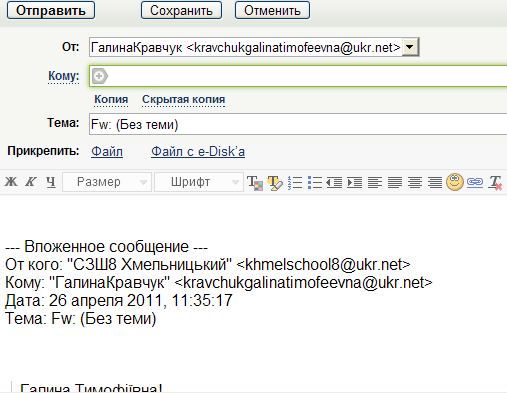 Отправить Сохранить Отменить
От: ГалинаКравчук <kravchukgalinatimofeevna@ukr.net>
Кому:
Копия Скрытая копия
Тема: Fw: (Без теми)
Прикрепить: Файл Файл с e-Disk'a
Ж К Ч Размер Шрифт
--- Вложенное сообщение ---
От кого: "СЗШ8 Хмельницький" <khmelschool8@ukr.net>
Кому: "ГалинаКравчук" <kravchukgalinatimofeevna@ukr.net>
Дата: 26 апреля 2011, 11:35:17
Тема: Fw: (Без теми)
Галина Тимофіївна!